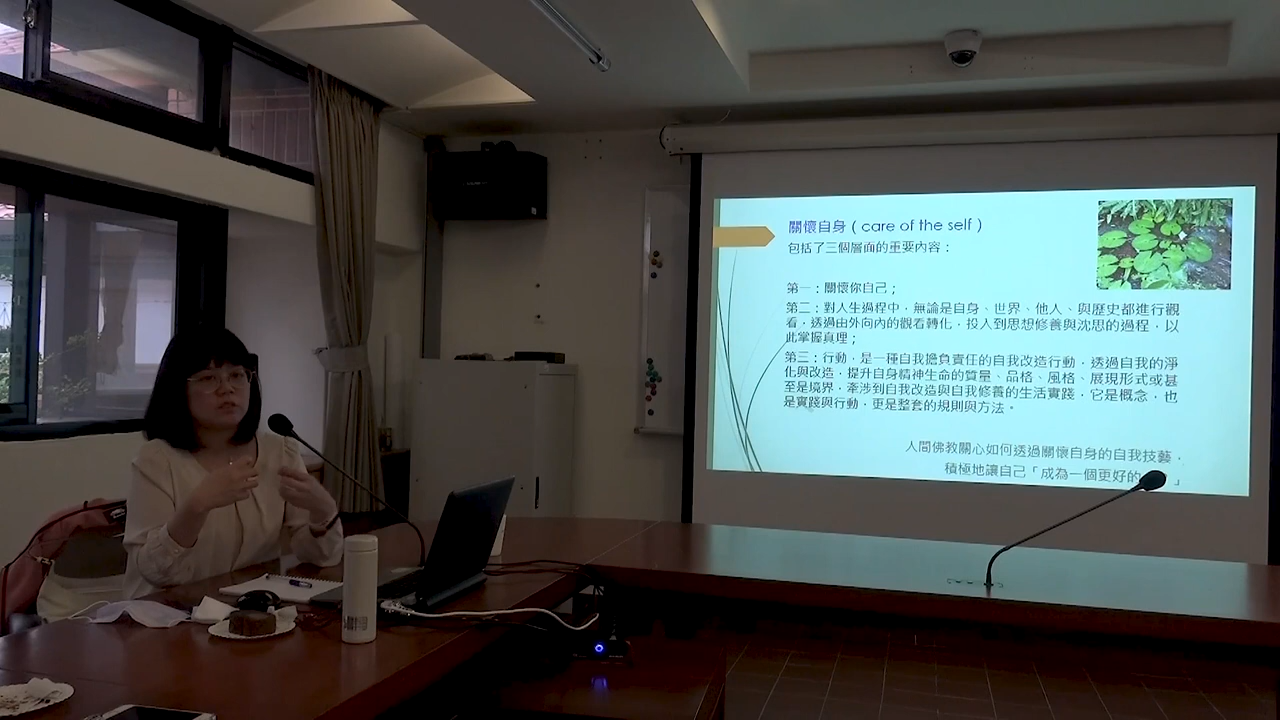 關懷自身（care of the self）
包括了三個層面的重要內容：
第一：關懷你自己；
第二：對人生過程中，無論是自身、世界、他人、與歷史都進行觀
看，透過由外向內的觀看轉化，投入到思想修養與沈思的過程，以
此掌握真理；
第三：行動，是一種自我擔負責任的自我改造行動，透過自我的淨
化與改造，提升自身精神生命的質量、品格、風格、展現形式或甚
至是境界，牽涉到自我改造與自我修養的生活實踐，它是概念，也
是實踐與行動，更是整套的規則與方法。
人間佛教關心如何透過關懷自身的自我技藝，
積極地讓自己「成為一個更好的